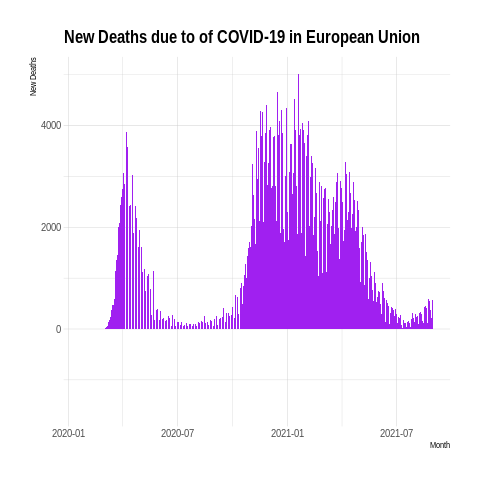 New Deaths due to of COVID-19 in European Union
New Deaths
4000
2000
0
2020-01 2020-07 2021-01 2021-07
Month